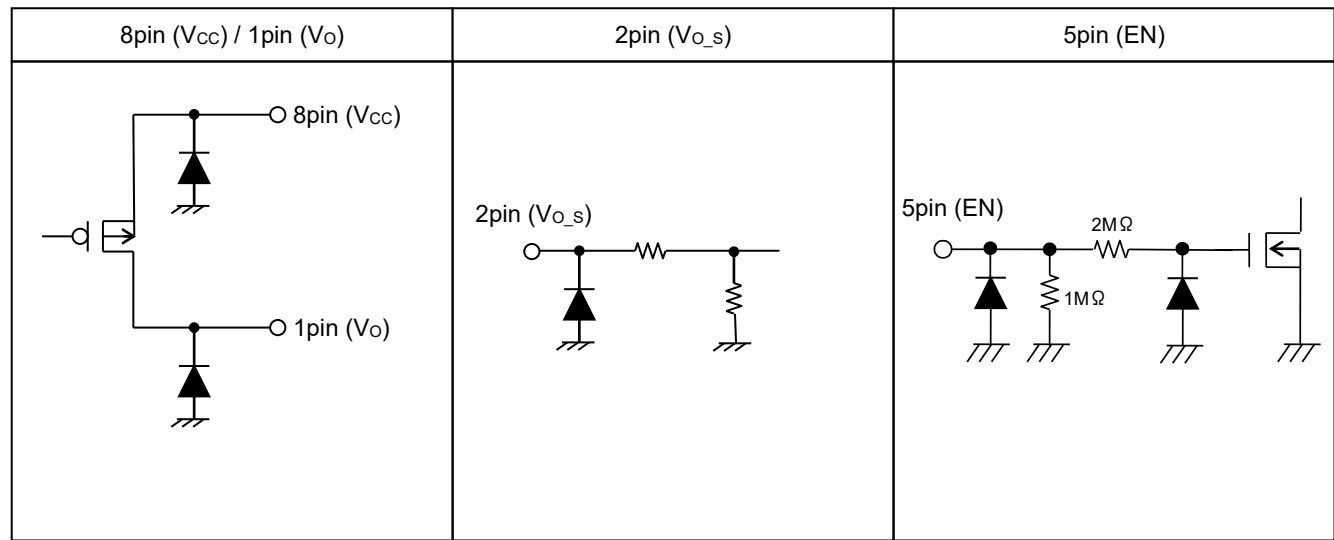 8pin (VCC) / 1pin (VO)
2pin (VO_S)
5pin (EN)
8pin (VCC)
1pin (VO)
2pin (VO_S)
5pin (EN)
2MΩ
1MΩ